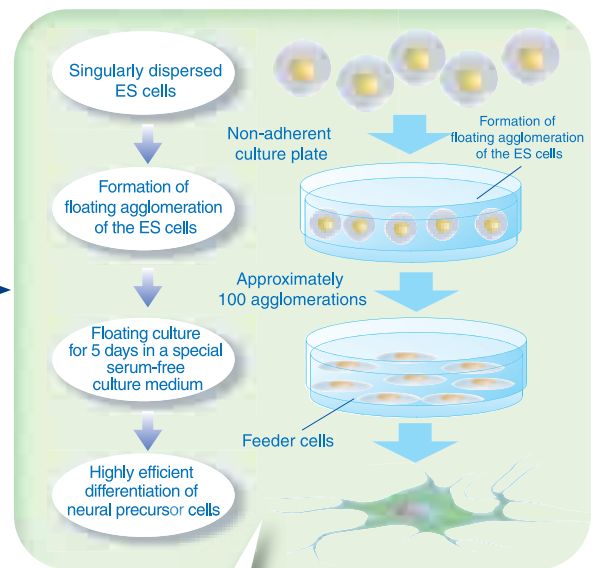 Singularly dispersed
ES cells
Formation of
floating agglomeration
of the ES cells
Floating culture
for 5 days in a special
serum-free
culture medium
Highly efficient
differentiation of
neural precursor cells
Non-adherent
culture plate
Formation of
floating agglomeration
of the ES cells
Approximately
100 agglomerations
Feeder cells